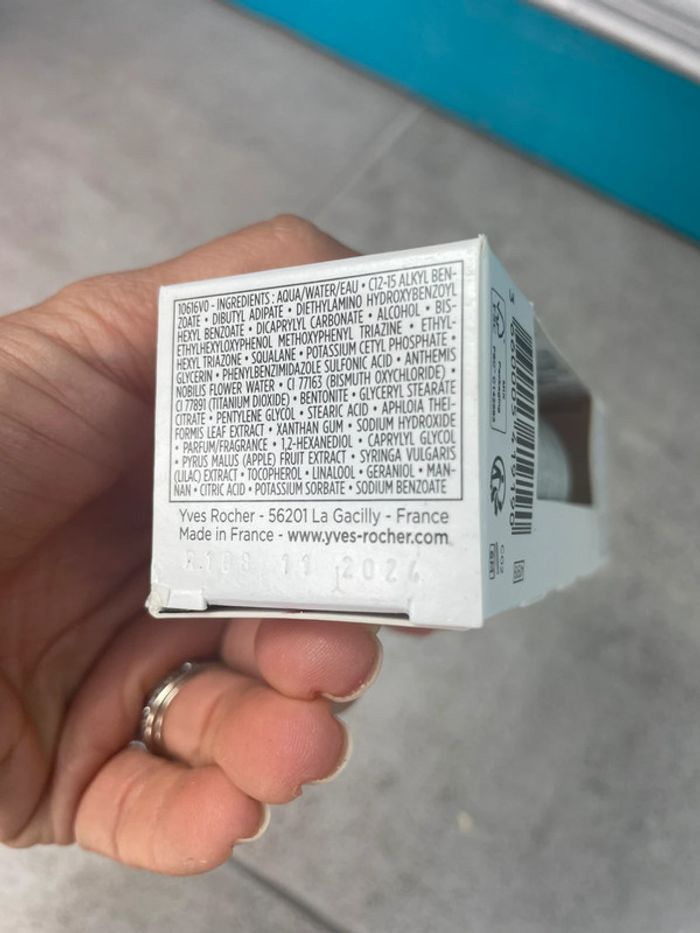 10616V0 - INGREDIENTS : AQUA/WATER/EAU • C12-15 ALKYL BEN-
ZOATE • DIBUTYL ADIPATE • DIETHYLAMINO HYDROXYBENZOYL
HEXYL BENZOATE • DICAPRYLYL CARBONATE • ALCOHOL • BIS-
ETHYLHEXYLOXYPHENOL METHOXYPHENYL TRIAZINE • ETHYL-
HEXYL TRIAZONE • SQUALANE • POTASSIUM CETYL PHOSPHATE •
GLYCERIN • PHENYLBENZIMIDAZOLE SULFONIC ACID • ANTHEMIS
NOBILIS FLOWER WATER • CI 77163 (BISMUTH OXYCHLORIDE) •
CI 77891 (TITANIUM DIOXIDE) • BENTONITE • GLYCERYL STEARATE
CITRATE • PENTYLENE GLYCOL • STEARIC ACID • APHLOIA THEI-
FORMIS LEAF EXTRACT • XANTHAN GUM • SODIUM HYDROXIDE
• PARFUM/FRAGRANCE • 1,2-HEXANEDIOL • CAPRYLYL GLYCOL
• PYRUS MALUS (APPLE) FRUIT EXTRACT • SYRINGA VULGARIS
(LILAC) EXTRACT • TOCOPHEROL • LINALOOL • GERANIOL • MAN-
NAN • CITRIC ACID • POTASSIUM SORBATE • SODIUM BENZOATE
Yves Rocher - 56201 La Gacilly - France
Made in France - www.yves-rocher.com
11 2024
MIX
Packaging